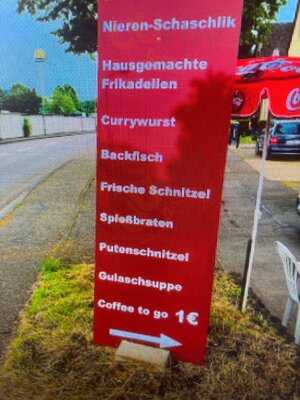 Nieren-Schaschlik
Hausgemachte
Frikadellen
Currywurst
Backfisch
Frische Schnitzel
Spießbraten
Putenschnitzel
Gulaschsuppe
Coffee to go 1€